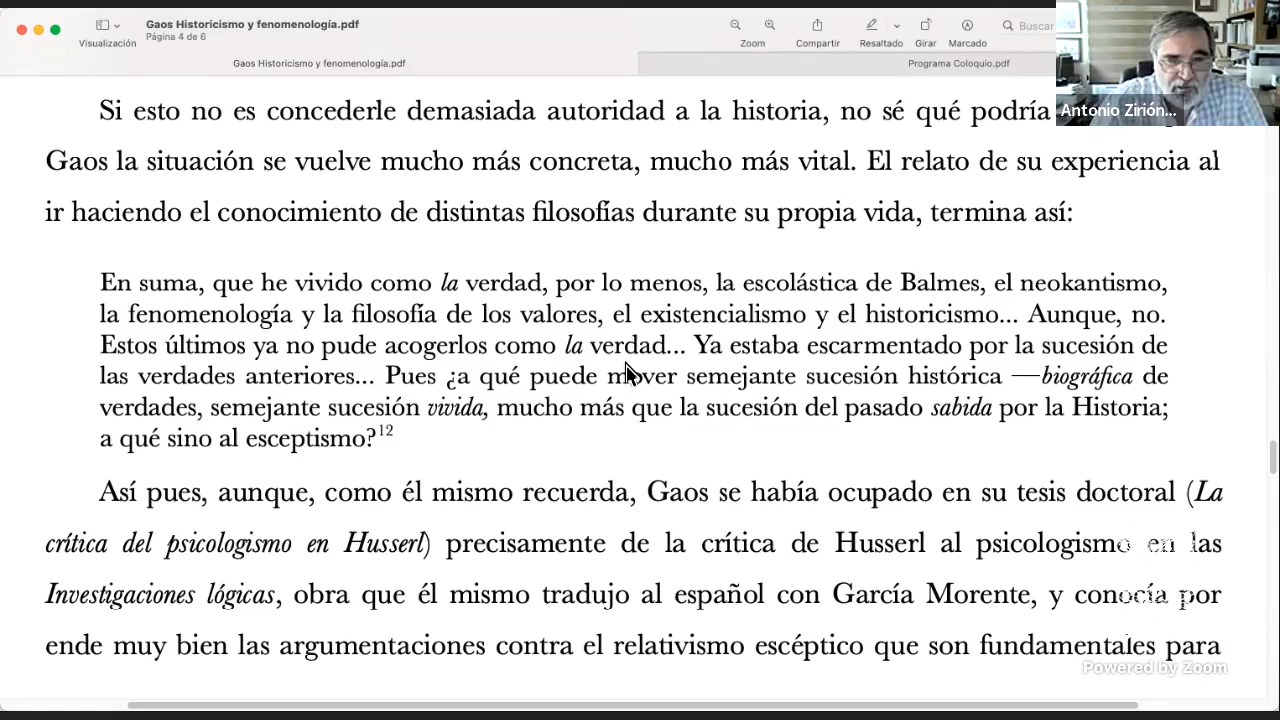 Gaos Historicismo y fenomenología.pdf
Página 4 de 6
Visualización
Zoom
Compartir
Resaltado
Girar
Marcado
Buscar
Gaos Historicismo y fenomenología.pdf
Programa Coloquio.pdf
Antonio Zirión...
Si esto no es concederle demasiada autoridad a la historia, no sé qué podría
Gaos la situación se vuelve mucho más concreta, mucho más vital. El relato de su experiencia al
ir haciendo el conocimiento de distintas filosofías durante su propia vida, termina así:
En suma, que he vivido como la verdad, por lo menos, la escolástica de Balmes, el neokantismo,
la fenomenología y la filosofía de los valores, el existencialismo y el historicismo... Aunque, no.
Estos últimos ya no pude acogerlos como la verdad... Ya estaba escarmentado por la sucesión de
las verdades anteriores... Pues ¿a qué puede mover semejante sucesión histórica —biográfica de
verdades, semejante sucesión vivida, mucho más que la sucesión del pasado sabida por la Historia;
a qué sino al esceptismo?12
Así pues, aunque, como él mismo recuerda, Gaos se había ocupado en su tesis doctoral (La
crítica del psicologismo en Husserl) precisamente de la crítica de Husserl al psicologismo en las
Investigaciones lógicas, obra que él mismo tradujo al español con García Morente, y conocía por
ende muy bien las argumentaciones contra el relativismo escéptico que son fundamentales para
Powered by Zoom